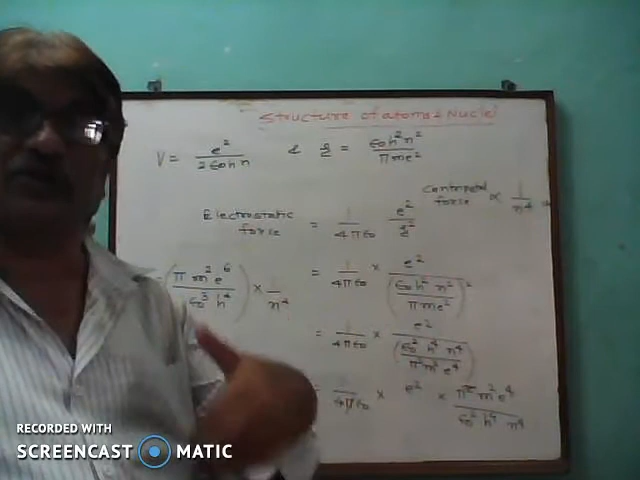 Structure of atoms & Nuclei
V = e² / 2ε₀hn & r = ε₀h²n² / πme²
Centripetal force ∝ 1/n⁴
Electrostatic force = 1/4πε₀ e²/r²
(π m² e⁶ / ε₀³ h⁴) × 1/n⁴ = 1/4πε₀ × e² / (ε₀h²n² / πme²)²
= 1/4πε₀ × e² / (ε₀² h⁴ n⁴ / π² m² e⁴)
= 1/4πε₀ × e² × π² m² e⁴ / ε₀² h⁴ n⁴
RECORDED WITH
SCREENCAST MATIC